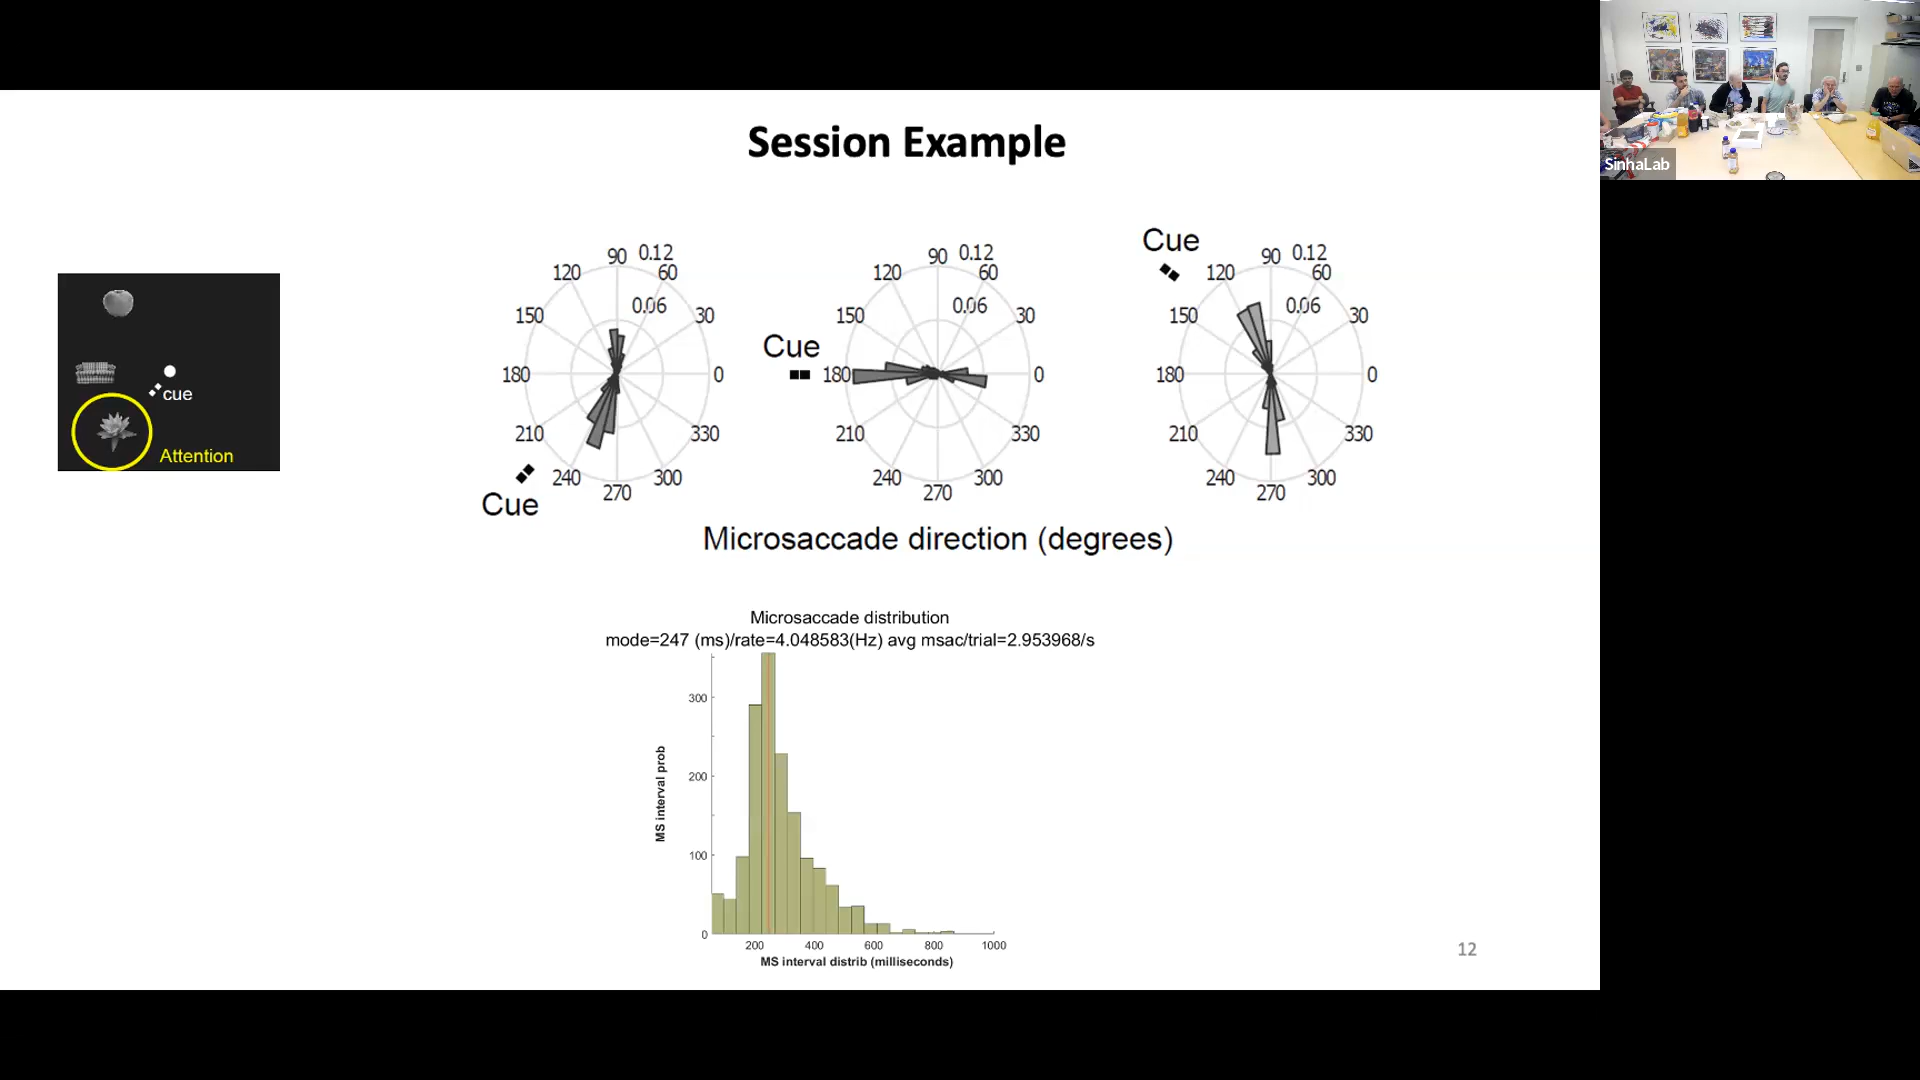 Session Example
SinhaLab
cue
Attention
90 0.12
120 60
0.06
150 30
180 0
210 330
240 300
270
Cue
90 0.12
120 60
0.06
150 30
Cue
180 0
210 330
240 300
270
Cue
90 0.12
120 60
0.06
150 30
180 0
210 330
240 300
270
Microsaccade direction (degrees)
Microsaccade distribution
mode=247 (ms)/rate=4.048583(Hz) avg msac/trial=2.953968/s
MS interval prob
300
200
100
0
200 400 600 800 1000
MS interval distrib (milliseconds)
12